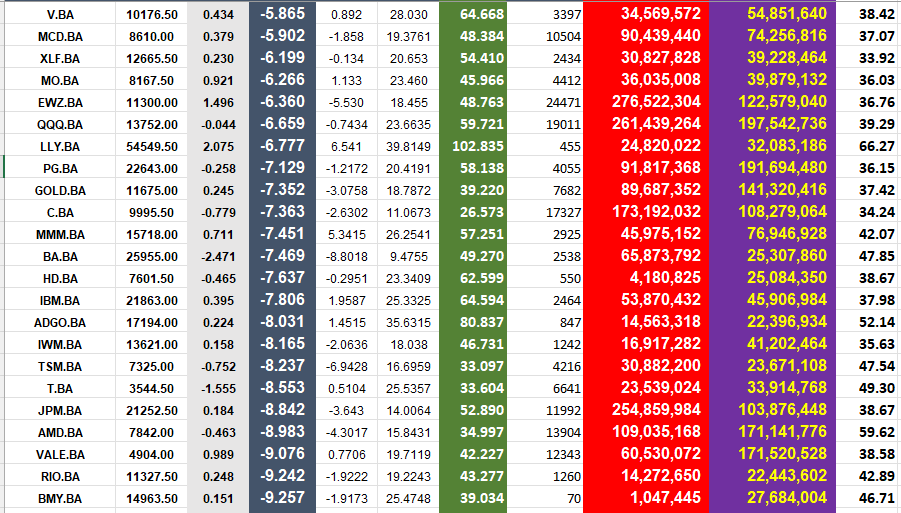 V.BA 10176.50 0.434 -5.865 0.892 28.030 64.668 3397 34,569,572 54,851,640 38.42
MCD.BA 8610.00 0.379 -5.902 -1.858 19.3761 48.384 10504 90,439,440 74,256,816 37.07
XLF.BA 12665.50 0.230 -6.199 -0.134 20.653 54.410 2434 30,827,828 39,228,464 33.92
MO.BA 8167.50 0.921 -6.266 1.133 23.460 45.966 4412 36,035,008 39,879,132 36.03
EWZ.BA 11300.00 1.496 -6.360 -5.530 18.455 48.763 24471 276,522,304 122,579,040 36.76
QQQ.BA 13752.00 -0.044 -6.659 -0.7434 23.6635 59.721 19011 261,439,264 197,542,736 39.29
LLY.BA 54549.50 2.075 -6.777 6.541 39.8149 102.835 455 24,820,022 32,083,186 66.27
PG.BA 22643.00 -0.258 -7.129 -1.2172 20.4191 58.138 4055 91,817,368 191,694,480 36.15
GOLD.BA 11675.00 0.245 -7.352 -3.0758 18.7872 39.220 7682 89,687,352 141,320,416 37.42
C.BA 9995.50 -0.779 -7.363 -2.6302 11.0673 26.573 17327 173,192,032 108,279,064 34.24
MMM.BA 15718.00 0.711 -7.451 5.3415 26.2541 57.251 2925 45,975,152 76,946,928 42.07
BA.BA 25955.00 -2.471 -7.469 -8.8018 9.4755 49.270 2538 65,873,792 25,307,860 47.85
HD.BA 7601.50 -0.465 -7.637 -0.2951 23.3409 62.599 550 4,180,825 25,084,350 38.67
IBM.BA 21863.00 0.395 -7.806 1.9587 25.3325 64.594 2464 53,870,432 45,906,984 37.98
ADGO.BA 17194.00 0.224 -8.031 1.4515 35.6315 80.837 847 14,563,318 22,396,934 52.14
IWM.BA 13621.00 0.158 -8.165 -2.0636 18.038 46.731 1242 16,917,282 41,202,464 35.63
TSM.BA 7325.00 -0.752 -8.237 -6.9428 16.6959 33.097 4216 30,882,200 23,671,108 47.54
T.BA 3544.50 -1.555 -8.553 0.5104 25.5357 33.604 6641 23,539,024 33,914,768 49.30
JPM.BA 21252.50 0.184 -8.842 -3.643 14.0064 52.890 11992 254,859,984 103,876,448 38.67
AMD.BA 7842.00 -0.463 -8.983 -4.3017 15.8431 34.997 13904 109,035,168 171,141,776 59.62
VALE.BA 4904.00 0.989 -9.076 0.7706 19.7119 42.227 12343 60,530,072 171,520,528 38.58
RIO.BA 11327.50 0.248 -9.242 -1.9222 19.2243 43.277 1260 14,272,650 22,443,602 42.89
BMY.BA 14963.50 0.151 -9.257 -1.9173 25.4748 39.034 70 1,047,445 27,684,004 46.71